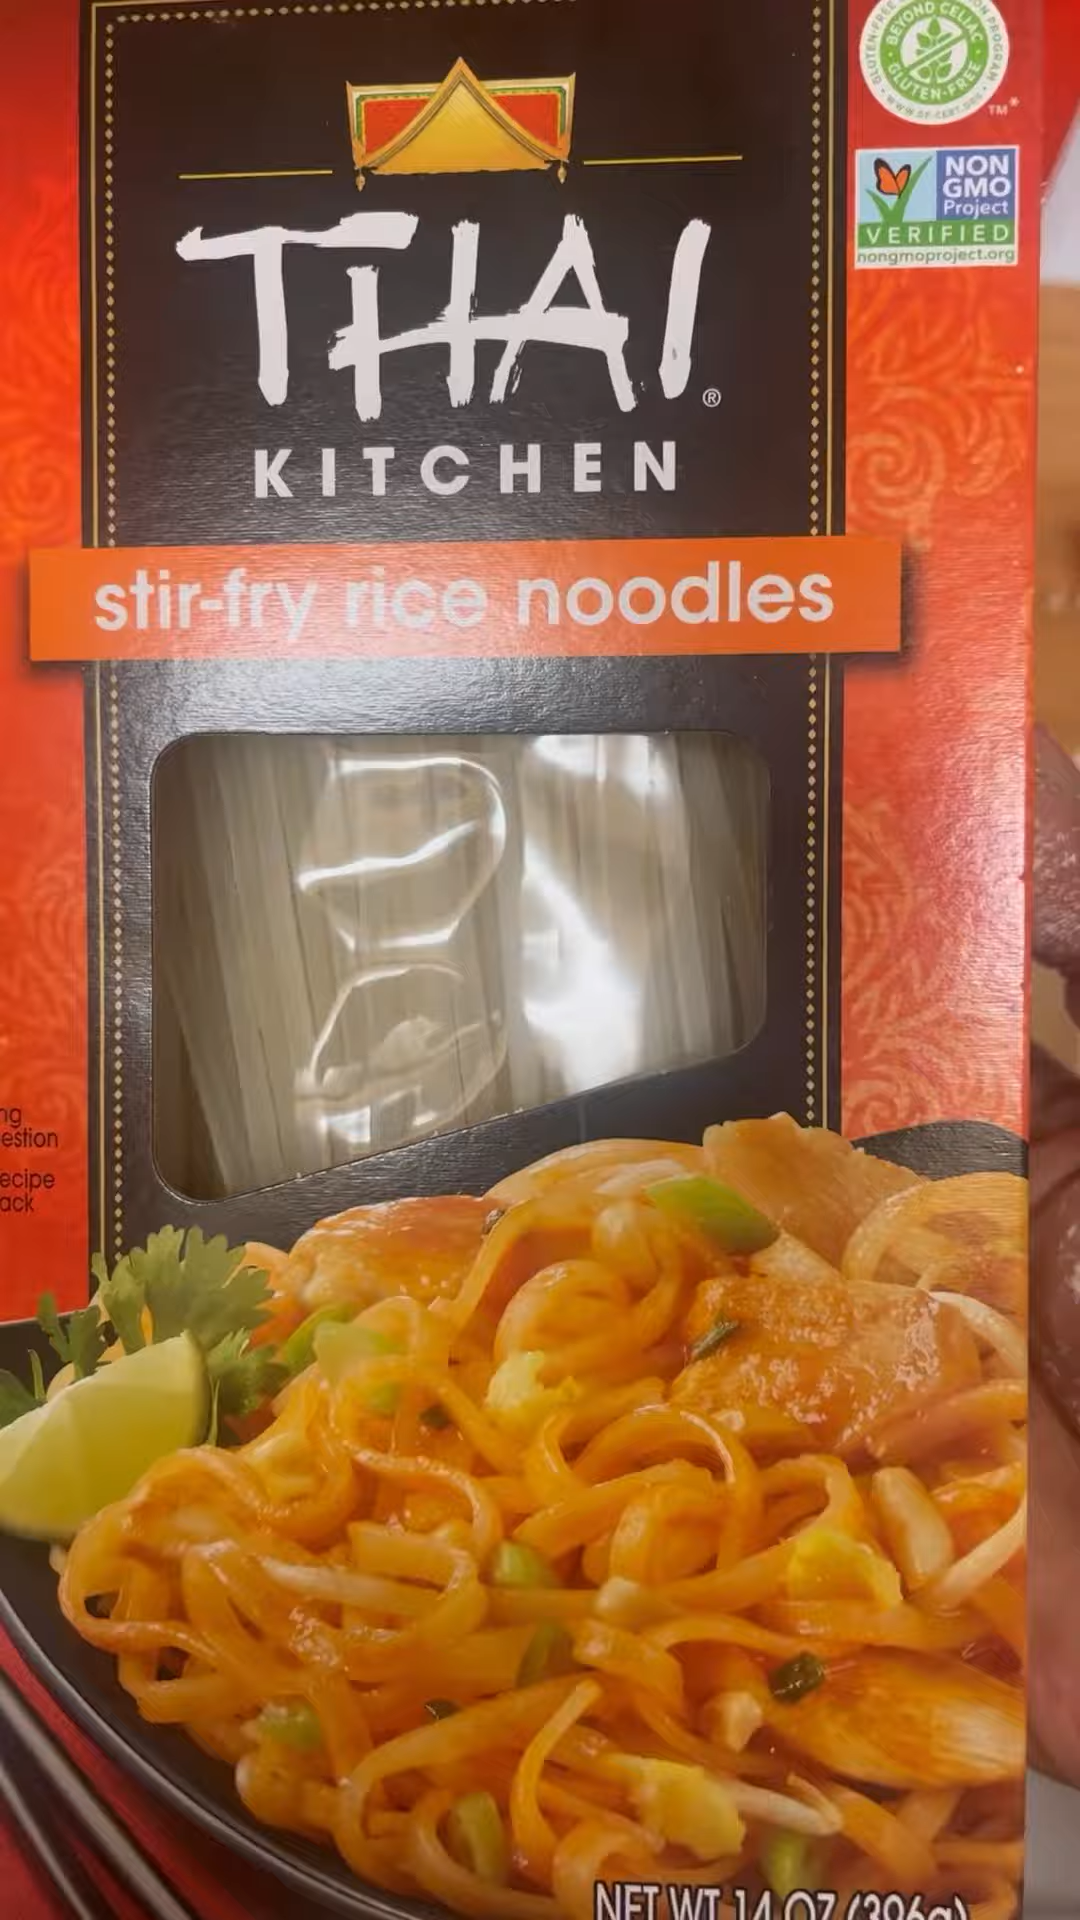 BEYOND CELIAC
GLUTEN-FREE
TM*
NON
GMO
Project
VERIFIED
nongmoproject.org
THAI®
KITCHEN
stir-fry rice noodles
ng
estion
ecipe
ack
NET WT 14 OZ (396g)